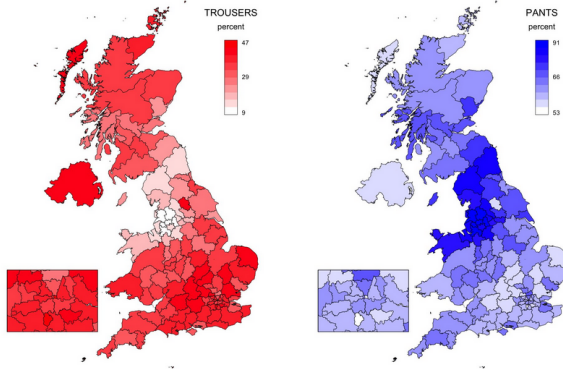 TROUSERS
percent
47
29
9
PANTS
percent
91
66
53